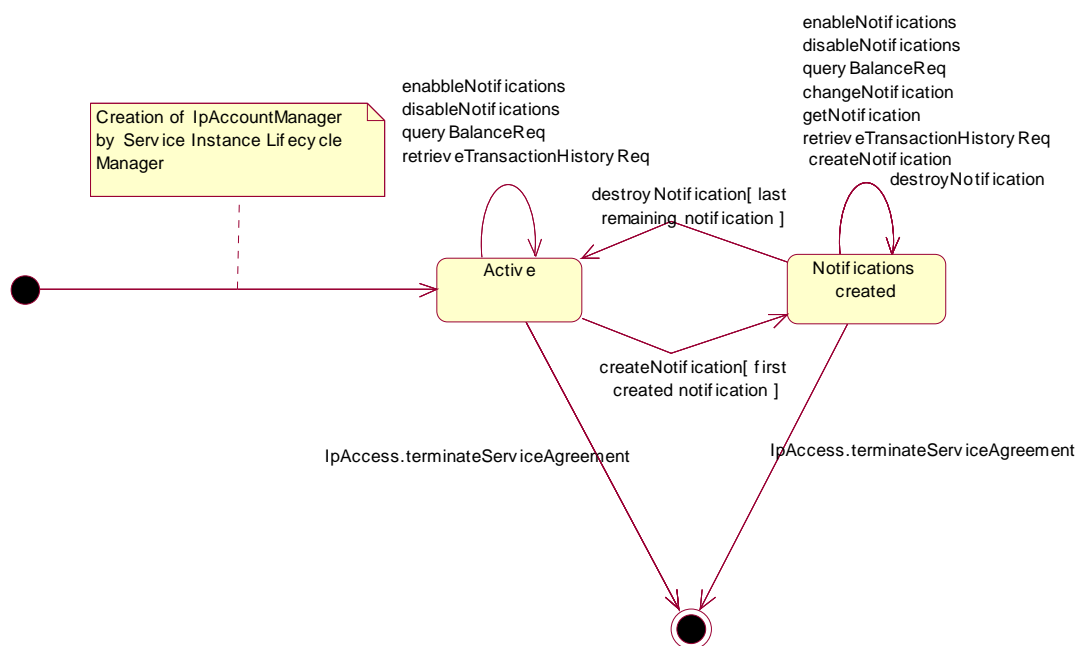 enableNotifications
disableNotifications
queryBalanceReq
changeNotification
getNotification
retrieveTransactionHistoryReq
createNotification
destroyNotification
enabbleNotifications
disableNotifications
queryBalanceReq
retrieveTransactionHistoryReq
Creation of IpAccountManager
by Service Instance Lifecycle
Manager
destroyNotification[ last
remaining notification ]
Active
Notifications
created
createNotification[ first
created notification ]
IpAccess.terminateServiceAgreement
IpAccess.terminateServiceAgreement